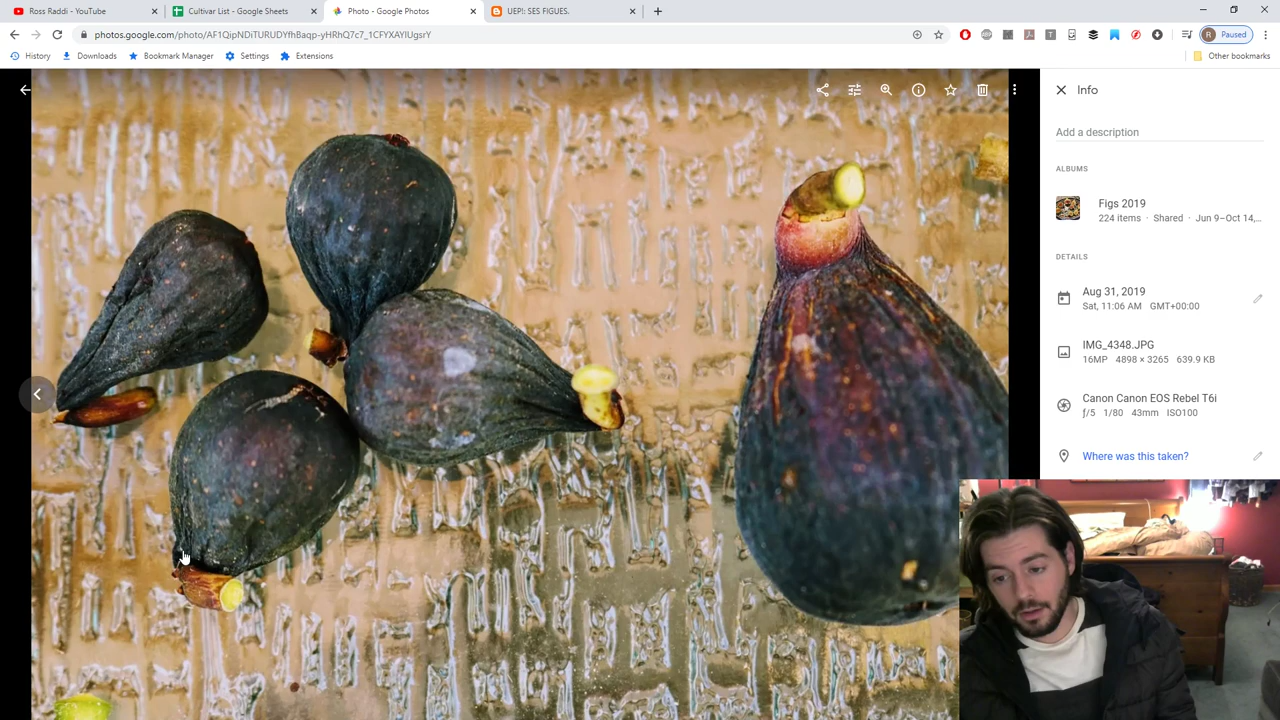 Ross Raddi - YouTube
Cultivar List - Google Sheets
Photo - Google Photos
UEP!: SES FIGUES.
photos.google.com/photo/AF1QipNDiTURUDYfhBaqp-yHRhQ7c7_1CFYXAYIUgsrY
R Paused
History
Downloads
Bookmark Manager
Settings
Extensions
Other bookmarks
Info
Add a description
ALBUMS
Figs 2019
224 items · Shared · Jun 9–Oct 14,...
DETAILS
Aug 31, 2019
Sat, 11:06 AM GMT+00:00
IMG_4348.JPG
16MP 4898 × 3265 639.9 KB
Canon Canon EOS Rebel T6i
ƒ/5 1/80 43mm ISO100
Where was this taken?